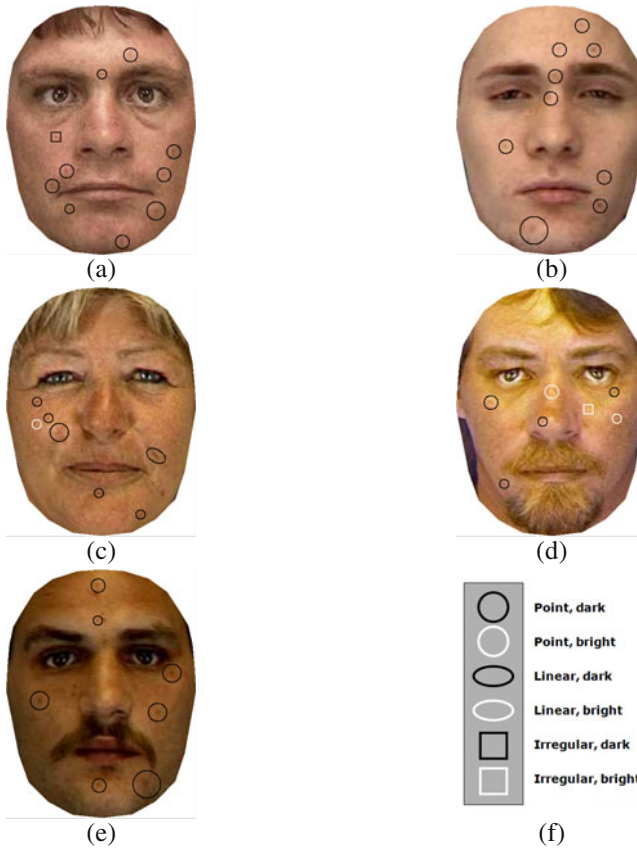 (a)
(b)
(c)
(d)
Point, dark
Point, bright
Linear, dark
Linear, bright
Irregular, dark
Irregular, bright
(e)
(f)